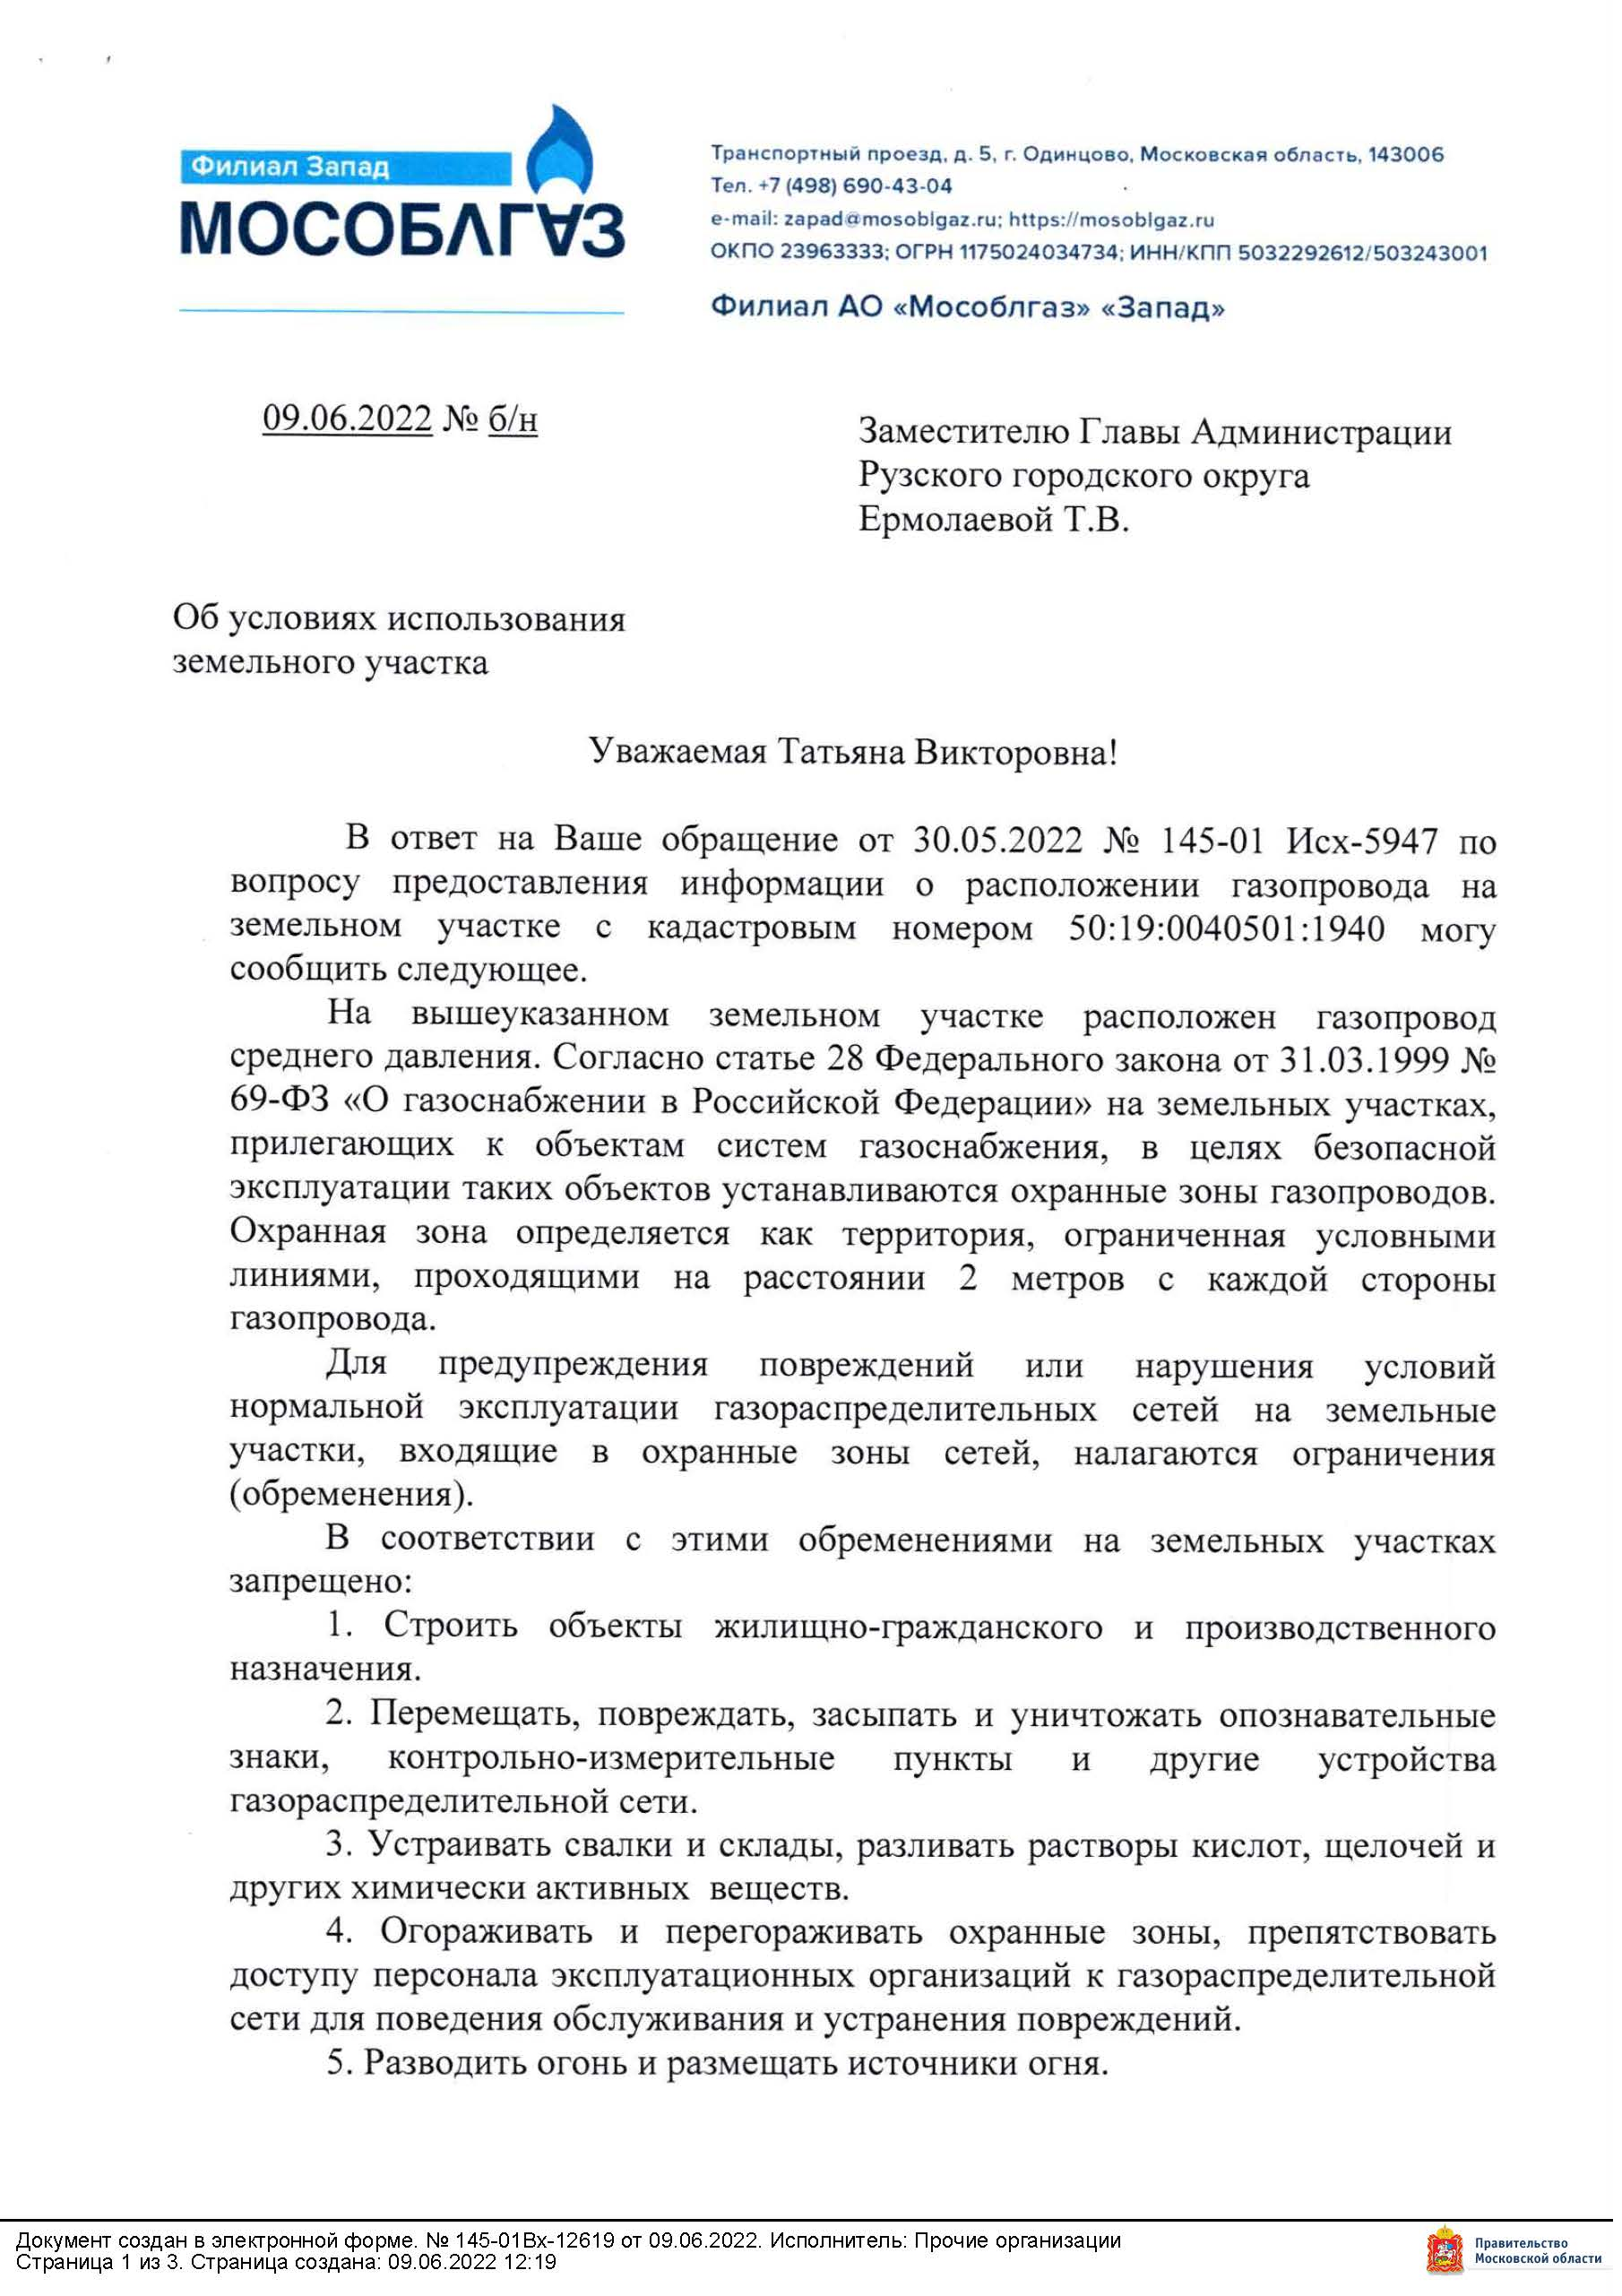 Филиал Запад
МОСОБЛГАЗ
Транспортный проезд, д. 5, г. Одинцово, Московская область, 143006
Тел. +7 (498) 690-43-04
e-mail: zapad@mosoblgaz.ru; https://mosoblgaz.ru
ОКПО 23963333; ОГРН 1175024034734; ИНН/КПП 5032292612/503243001
Филиал АО «Мособлгаз» «Запад»
09.06.2022 № б/н
Заместителю Главы Администрации
Рузского городского округа
Ермолаевой Т.В.
Об условиях использования
земельного участка
Уважаемая Татьяна Викторовна!
В ответ на Ваше обращение от 30.05.2022 № 145-01 Исх-5947 по
вопросу предоставления информации о расположении газопровода на
земельном участке с кадастровым номером 50:19:0040501:1940 могу
сообщить следующее.
На вышеуказанном земельном участке расположен газопровод
среднего давления. Согласно статье 28 Федерального закона от 31.03.1999 №
69-ФЗ «О газоснабжении в Российской Федерации» на земельных участках,
прилегающих к объектам систем газоснабжения, в целях безопасной
эксплуатации таких объектов устанавливаются охранные зоны газопроводов.
Охранная зона определяется как территория, ограниченная условными
линиями, проходящими на расстоянии 2 метров с каждой стороны
газопровода.
Для предупреждения повреждений или нарушения условий
нормальной эксплуатации газораспределительных сетей на земельные
участки, входящие в охранные зоны сетей, налагаются ограничения
(обременения).
В соответствии с этими обременениями на земельных участках
запрещено:
1. Строить объекты жилищно-гражданского и производственного
назначения.
2. Перемещать, повреждать, засыпать и уничтожать опознавательные
знаки, контрольно-измерительные пункты и другие устройства
газораспределительной сети.
3. Устраивать свалки и склады, разливать растворы кислот, щелочей и
других химически активных веществ.
4. Огораживать и перегораживать охранные зоны, препятствовать
доступу персонала эксплуатационных организаций к газораспределительной
сети для поведения обслуживания и устранения повреждений.
5. Разводить огонь и размещать источники огня.
Документ создан в электронной форме. № 145-01Вх-12619 от 09.06.2022. Исполнитель: Прочие организации
Страница 1 из 3. Страница создана: 09.06.2022 12:19
Правительство
Московской области